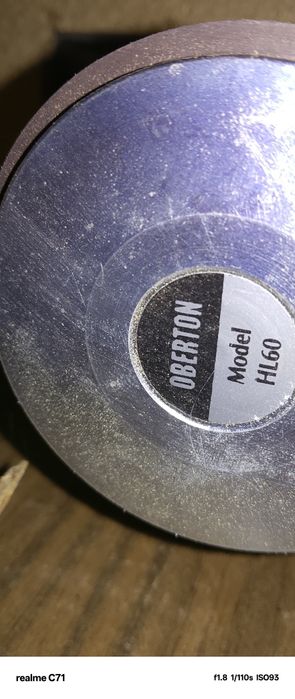 OBERTON
Model
HL60
realme C71
f1.8 1/110s ISO93